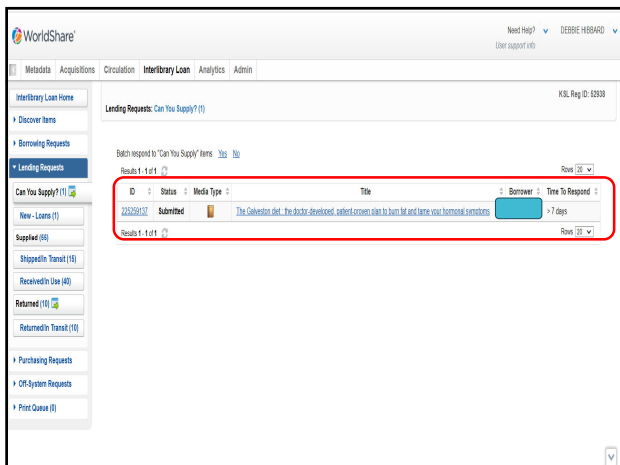 WorldShare®
Need Help? DEBBIE HIBBARD
User support info
Metadata Acquisitions Circulation Interlibrary Loan Analytics Admin
Interlibrary Loan Home
Discover Items
Borrowing Requests
Lending Requests
Can You Supply? (1)
New - Loans (1)
Supplied (55)
Shipped/In Transit (15)
Received/In Use (40)
Returned (10)
Returned/In Transit (10)
Purchasing Requests
Off-System Requests
Print Queue (0)
KSL Reg ID: 52938
Lending Requests: Can You Supply? (1)
Batch respond to "Can You Supply" items Yes No
Results 1 - 1 of 1 Rows 20
ID Status Media Type Title Borrower Time To Respond
225259137 Submitted The Galveston diet : the doctor-developed, patient-proven plan to burn fat and tame your hormonal symptoms > 7 days
Results 1 - 1 of 1 Rows 20